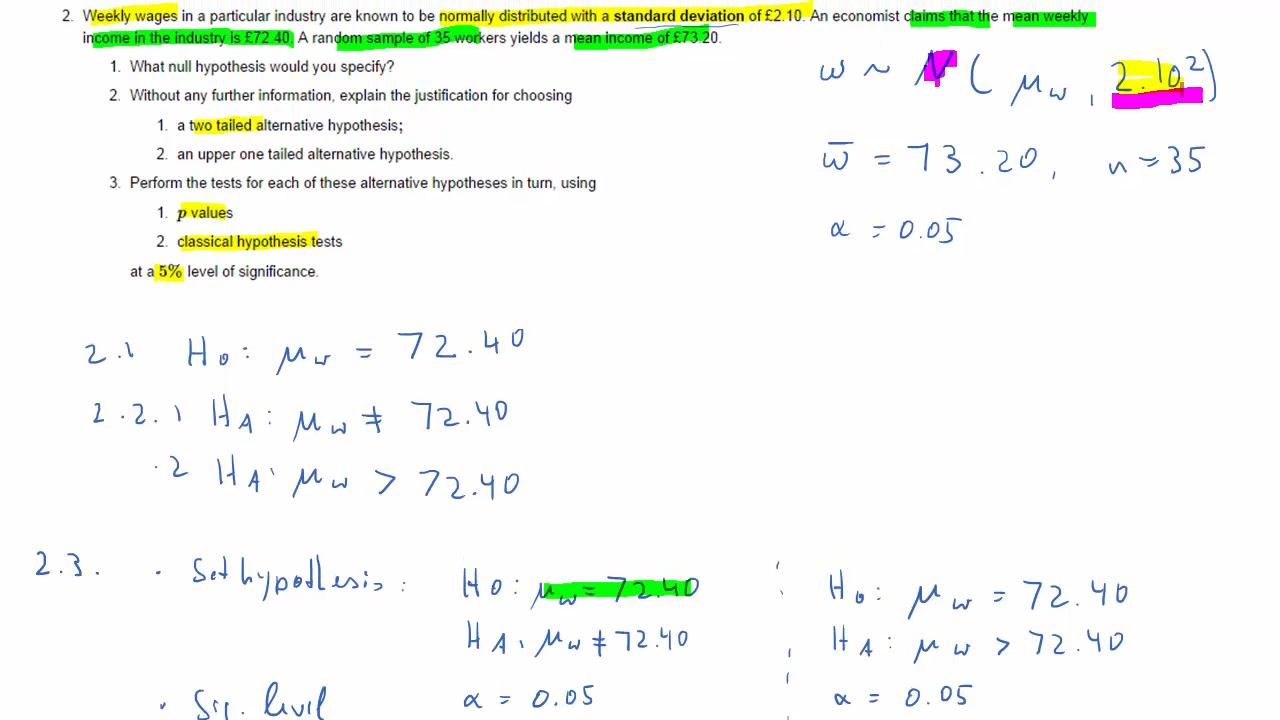 2. Weekly wages in a particular industry are known to be normally distributed with a standard deviation of £2.10. An economist claims that the mean weekly
income in the industry is £72.40. A random sample of 35 workers yields a mean income of £73.20.
1. What null hypothesis would you specify?
2. Without any further information, explain the justification for choosing
1. a two tailed alternative hypothesis;
2. an upper one tailed alternative hypothesis.
3. Perform the tests for each of these alternative hypotheses in turn, using
1. p values
2. classical hypothesis tests
at a 5% level of significance.
w ~ N ( μw , 2.10²)
w̄ = 73.20, n = 35
α = 0.05
2.1 H0: μw = 72.40
2.2.1 HA: μw ≠ 72.40
.2 HA: μw > 72.40
2.3. · Set hypothesis: H0: μw = 72.40 H0: μw = 72.40
HA: μw ≠ 72.40 HA: μw > 72.40
· Sig. level α = 0.05 α = 0.05